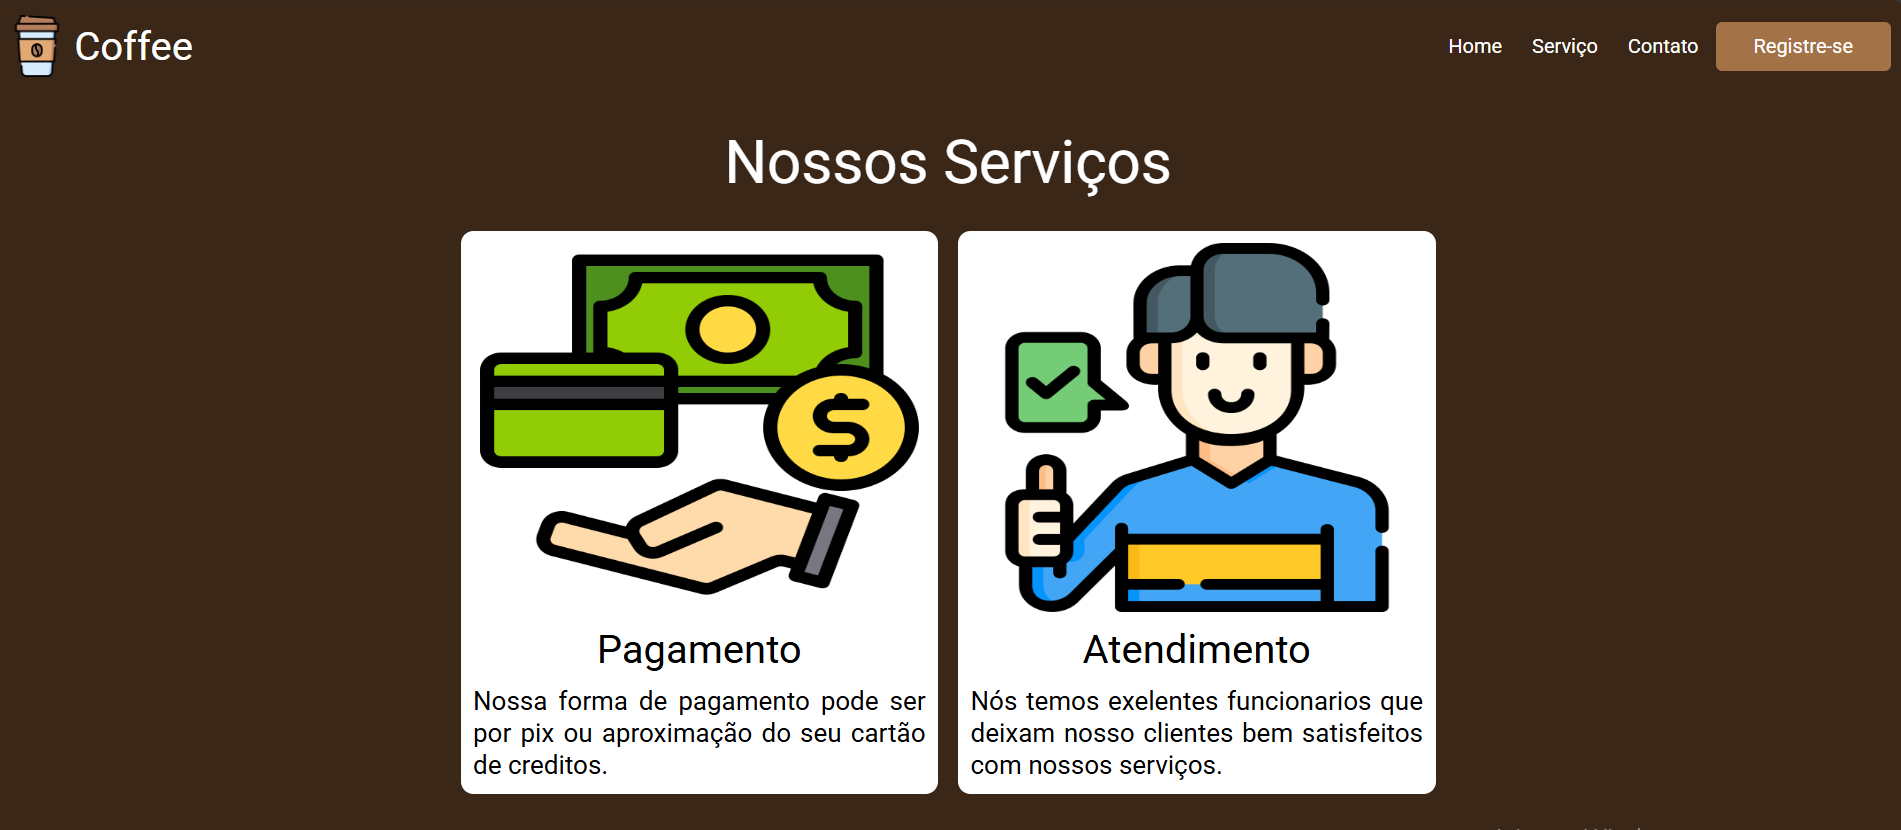 Coffee
Home Serviço Contato Registre-se
Nossos Serviços
Pagamento
Nossa forma de pagamento pode ser
por pix ou aproximação do seu cartão
de creditos.
Atendimento
Nós temos exelentes funcionarios que
deixam nosso clientes bem satisfeitos
com nossos serviços.